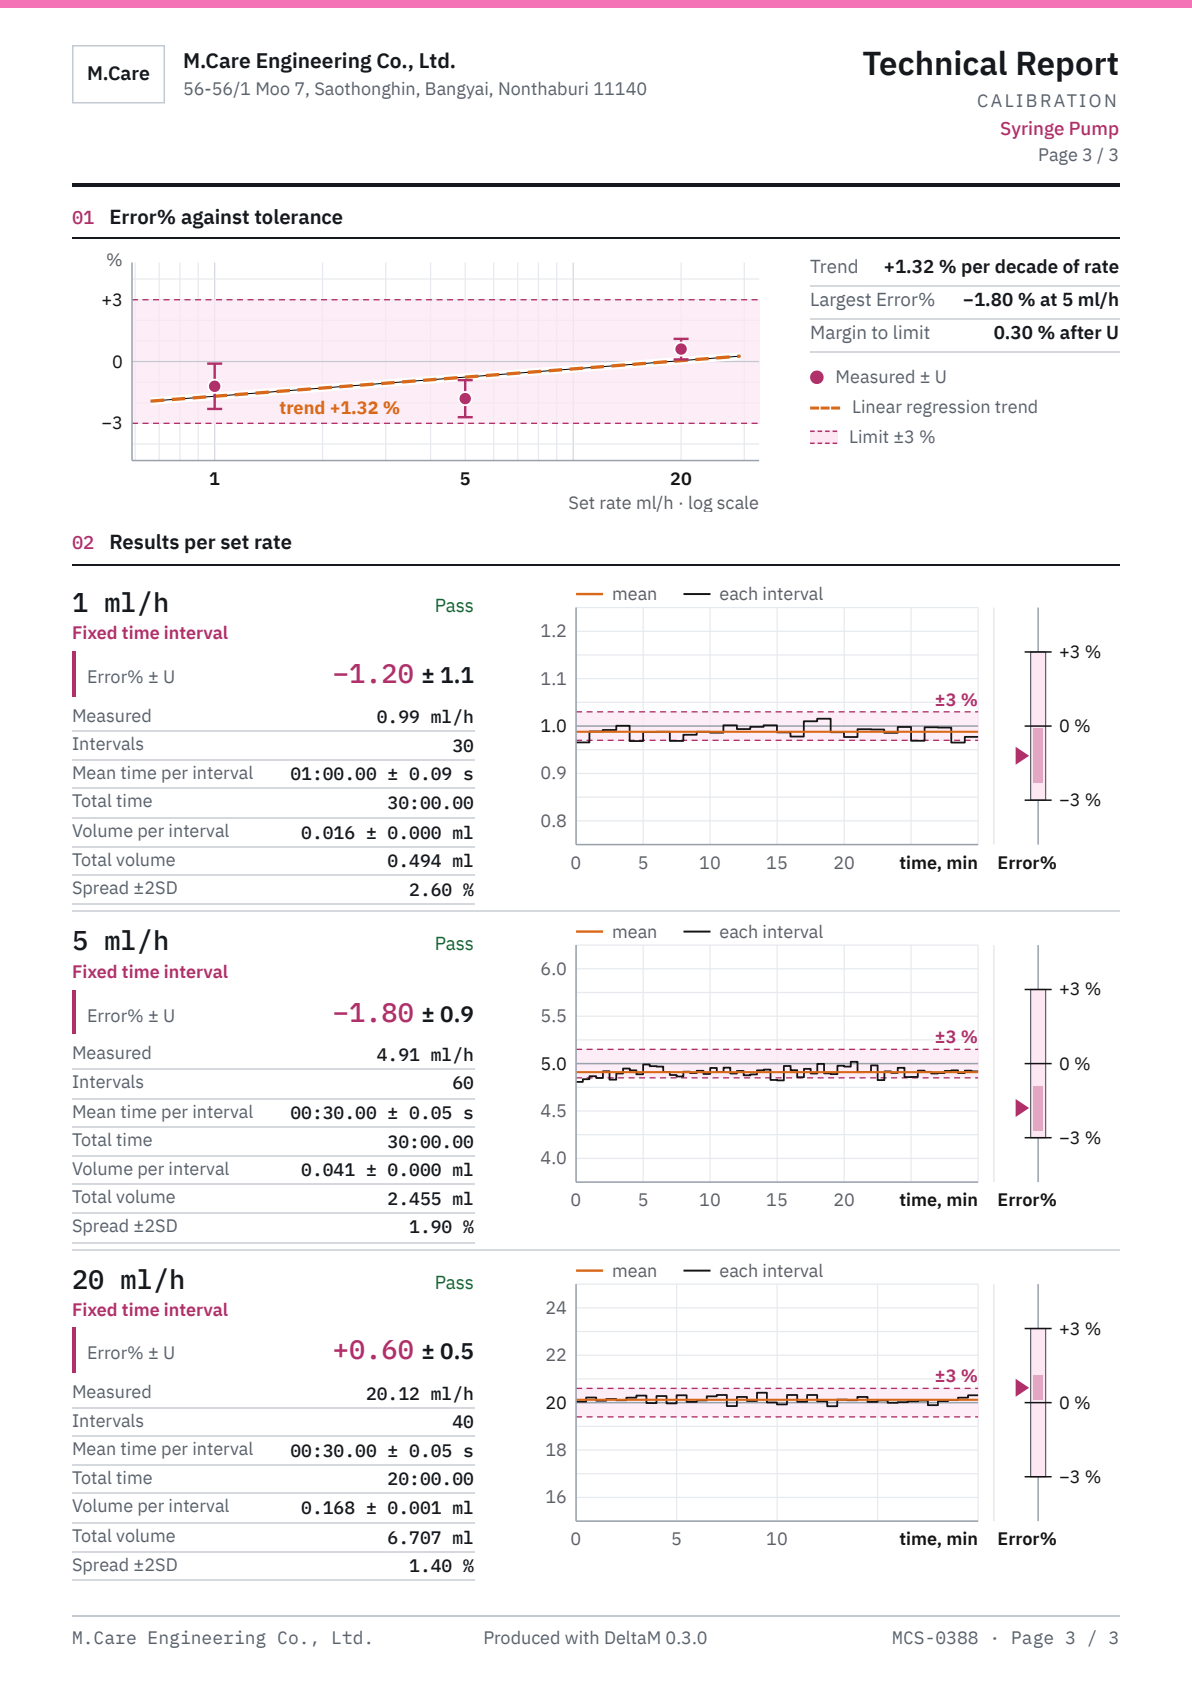 M.Care
M.Care Engineering Co., Ltd.
56-56/1 Moo 7, Saothonghin, Bangyai, Nonthaburi 11140
Technical Report
CALIBRATION
Syringe Pump
Page 3 / 3
01 Error% against tolerance
%
+3
0
−3
trend +1.32 %
1 5 20
Set rate ml/h · log scale
Trend +1.32 % per decade of rate
Largest Error% −1.80 % at 5 ml/h
Margin to limit 0.30 % after U
Measured ± U
Linear regression trend
Limit ±3 %
02 Results per set rate
1 ml/h Pass
Fixed time interval
Error% ± U −1.20 ± 1.1
Measured 0.99 ml/h
Intervals 30
Mean time per interval 01:00.00 ± 0.09 s
Total time 30:00.00
Volume per interval 0.016 ± 0.000 ml
Total volume 0.494 ml
Spread ±2SD 2.60 %
mean each interval
1.2
1.1
1.0
0.9
0.8
±3 %
0 5 10 15 20 time, min
+3 %
0 %
−3 %
Error%
5 ml/h Pass
Fixed time interval
Error% ± U −1.80 ± 0.9
Measured 4.91 ml/h
Intervals 60
Mean time per interval 00:30.00 ± 0.05 s
Total time 30:00.00
Volume per interval 0.041 ± 0.000 ml
Total volume 2.455 ml
Spread ±2SD 1.90 %
mean each interval
6.0
5.5
5.0
4.5
4.0
±3 %
0 5 10 15 20 time, min
+3 %
0 %
−3 %
Error%
20 ml/h Pass
Fixed time interval
Error% ± U +0.60 ± 0.5
Measured 20.12 ml/h
Intervals 40
Mean time per interval 00:30.00 ± 0.05 s
Total time 20:00.00
Volume per interval 0.168 ± 0.001 ml
Total volume 6.707 ml
Spread ±2SD 1.40 %
mean each interval
24
22
20
18
16
±3 %
0 5 10 time, min
+3 %
0 %
−3 %
Error%
M.Care Engineering Co., Ltd. Produced with DeltaM 0.3.0 MCS-0388 · Page 3 / 3